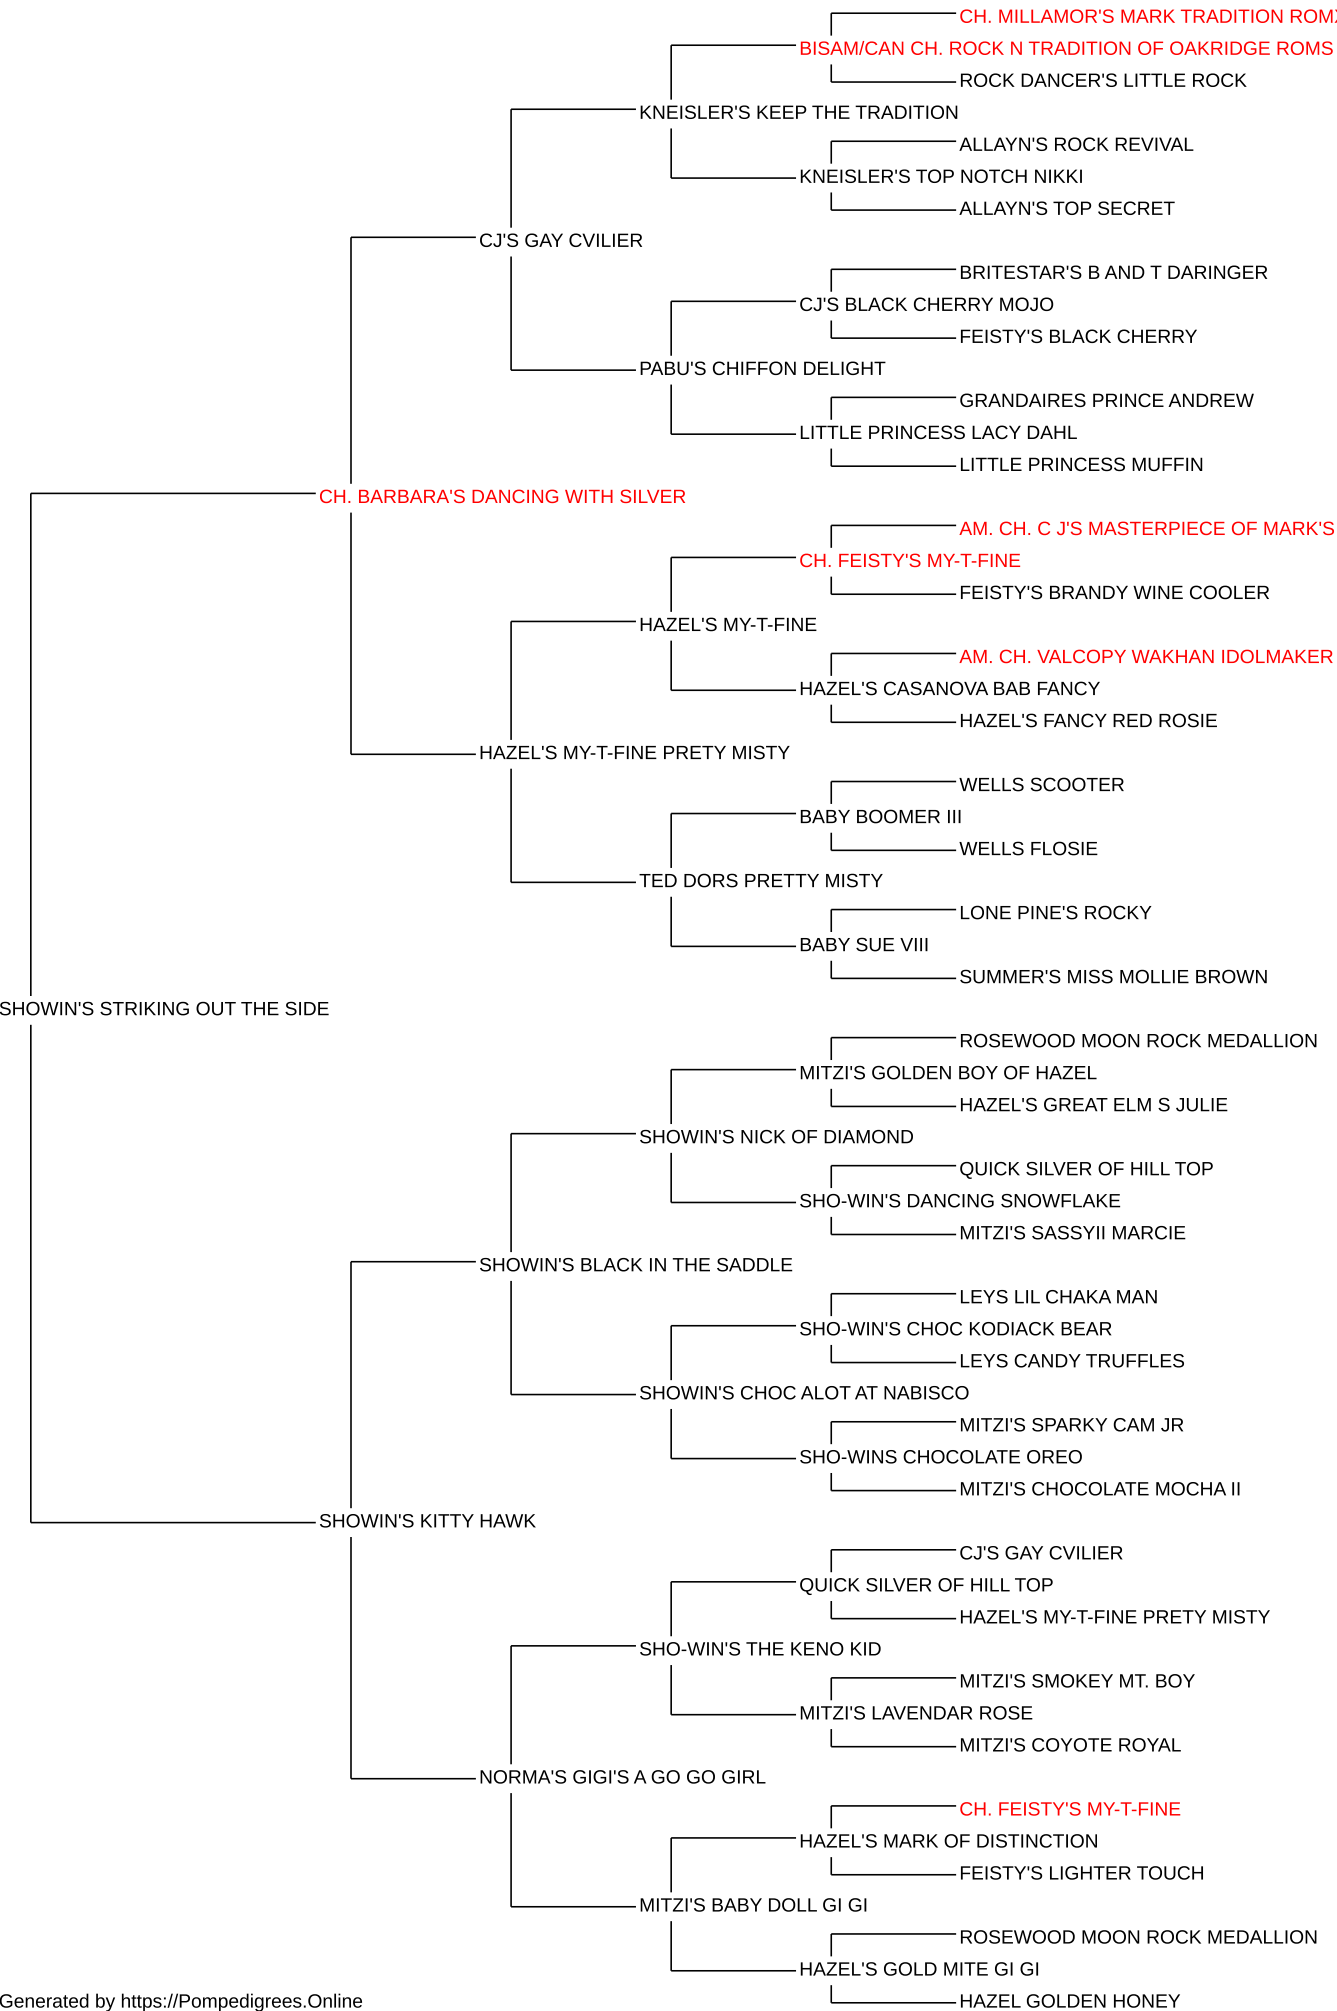 CH. MILLAMOR'S MARK TRADITION ROMX
BISAM/CAN CH. ROCK N TRADITION OF OAKRIDGE ROMS
ROCK DANCER'S LITTLE ROCK
KNEISLER'S KEEP THE TRADITION
ALLAYN'S ROCK REVIVAL
KNEISLER'S TOP NOTCH NIKKI
ALLAYN'S TOP SECRET
CJ'S GAY CVILIER
BRITESTAR'S B AND T DARINGER
CJ'S BLACK CHERRY MOJO
FEISTY'S BLACK CHERRY
PABU'S CHIFFON DELIGHT
GRANDAIRES PRINCE ANDREW
LITTLE PRINCESS LACY DAHL
LITTLE PRINCESS MUFFIN
CH. BARBARA'S DANCING WITH SILVER
AM. CH. C J'S MASTERPIECE OF MARK'S
CH. FEISTY'S MY-T-FINE
FEISTY'S BRANDY WINE COOLER
HAZEL'S MY-T-FINE
AM. CH. VALCOPY WAKHAN IDOLMAKER
HAZEL'S CASANOVA BAB FANCY
HAZEL'S FANCY RED ROSIE
HAZEL'S MY-T-FINE PRETY MISTY
WELLS SCOOTER
BABY BOOMER III
WELLS FLOSIE
TED DORS PRETTY MISTY
LONE PINE'S ROCKY
BABY SUE VIII
SUMMER'S MISS MOLLIE BROWN
SHOWIN'S STRIKING OUT THE SIDE
ROSEWOOD MOON ROCK MEDALLION
MITZI'S GOLDEN BOY OF HAZEL
HAZEL'S GREAT ELM S JULIE
SHOWIN'S NICK OF DIAMOND
QUICK SILVER OF HILL TOP
SHO-WIN'S DANCING SNOWFLAKE
MITZI'S SASSYII MARCIE
SHOWIN'S BLACK IN THE SADDLE
LEYS LIL CHAKA MAN
SHO-WIN'S CHOC KODIACK BEAR
LEYS CANDY TRUFFLES
SHOWIN'S CHOC ALOT AT NABISCO
MITZI'S SPARKY CAM JR
SHO-WINS CHOCOLATE OREO
MITZI'S CHOCOLATE MOCHA II
SHOWIN'S KITTY HAWK
CJ'S GAY CVILIER
QUICK SILVER OF HILL TOP
HAZEL'S MY-T-FINE PRETY MISTY
SHO-WIN'S THE KENO KID
MITZI'S SMOKEY MT. BOY
MITZI'S LAVENDAR ROSE
MITZI'S COYOTE ROYAL
NORMA'S GIGI'S A GO GO GIRL
CH. FEISTY'S MY-T-FINE
HAZEL'S MARK OF DISTINCTION
FEISTY'S LIGHTER TOUCH
MITZI'S BABY DOLL GI GI
ROSEWOOD MOON ROCK MEDALLION
HAZEL'S GOLD MITE GI GI
HAZEL GOLDEN HONEY
Generated by https://Pompedigrees.Online